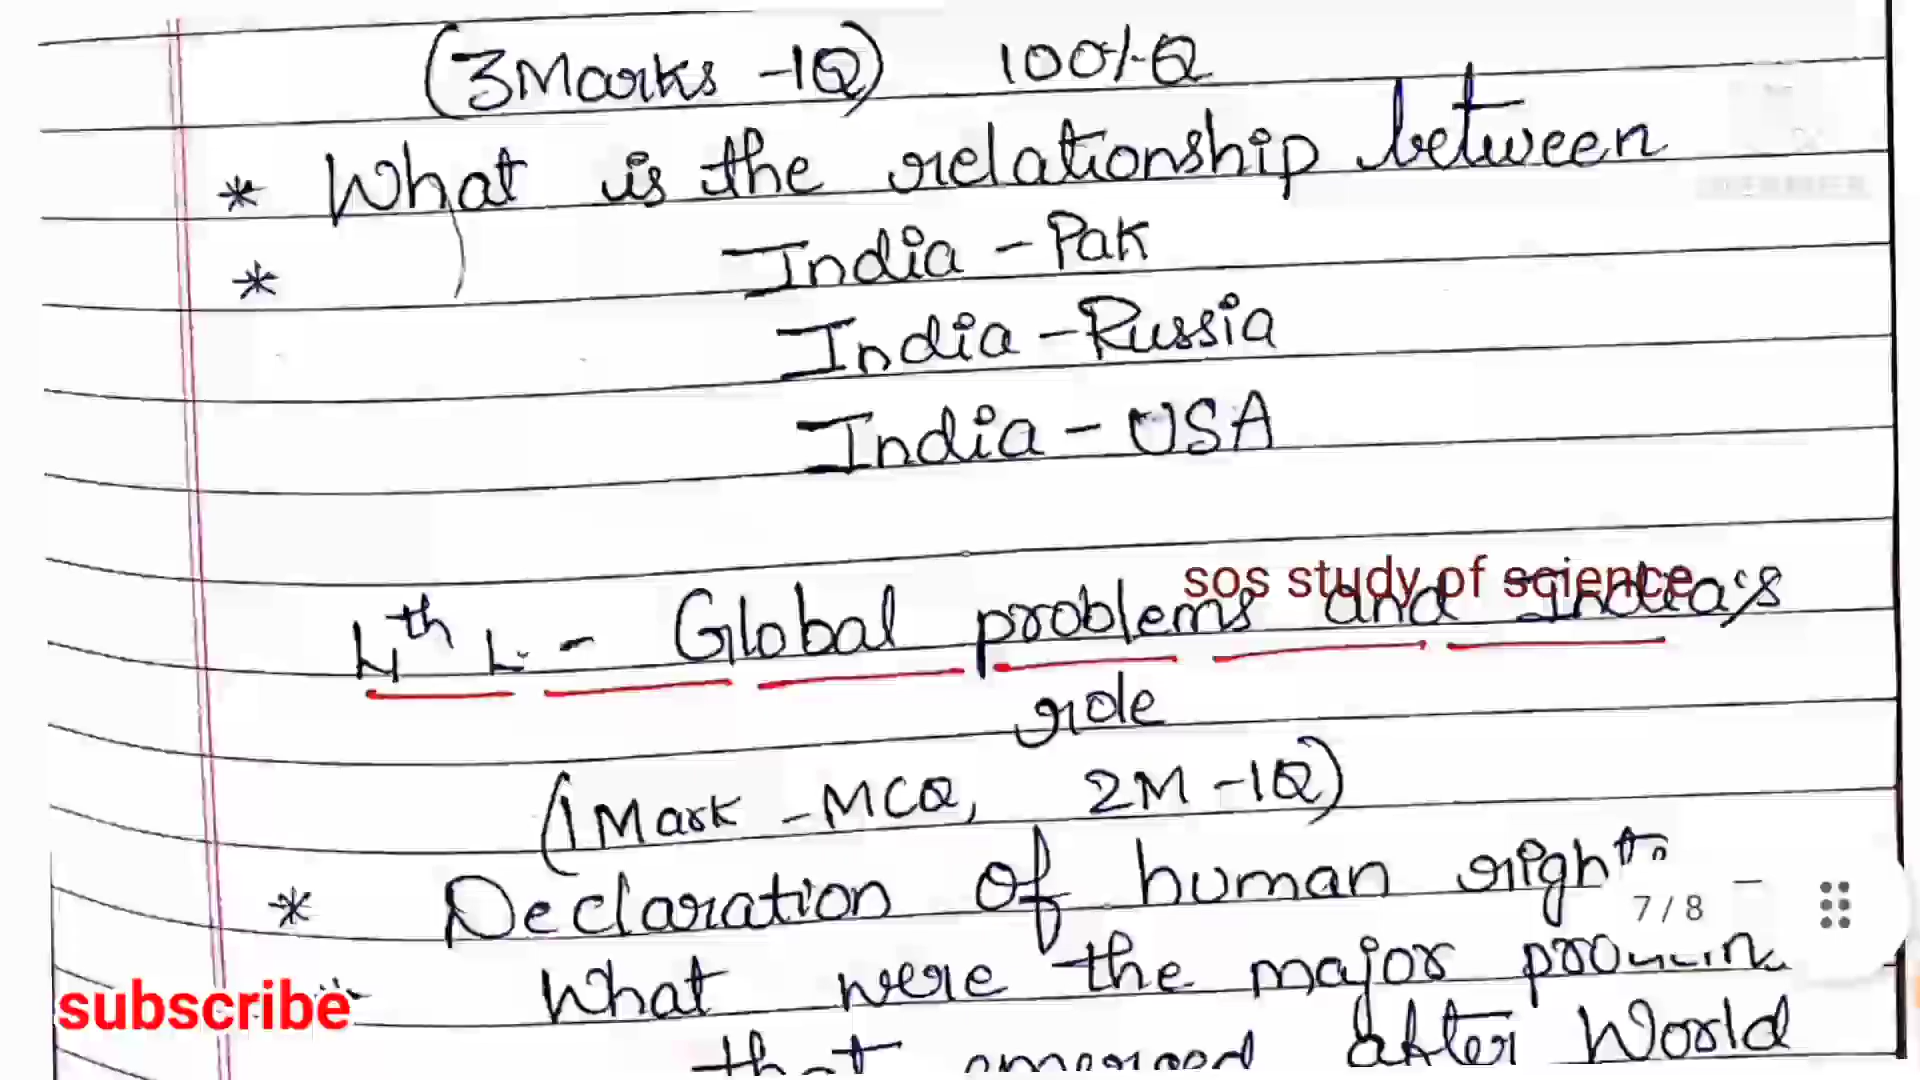 (3Marks -1Q) 100%Q
* What is the relationship between
* India - Pak
India - Russia
India - USA
sos study of science
4th L - Global problems and India's
role
(1Mark - MCQ, 2M -1Q)
* Declaration of human rights
7/8
What were the major
subscribe
that emerged after World